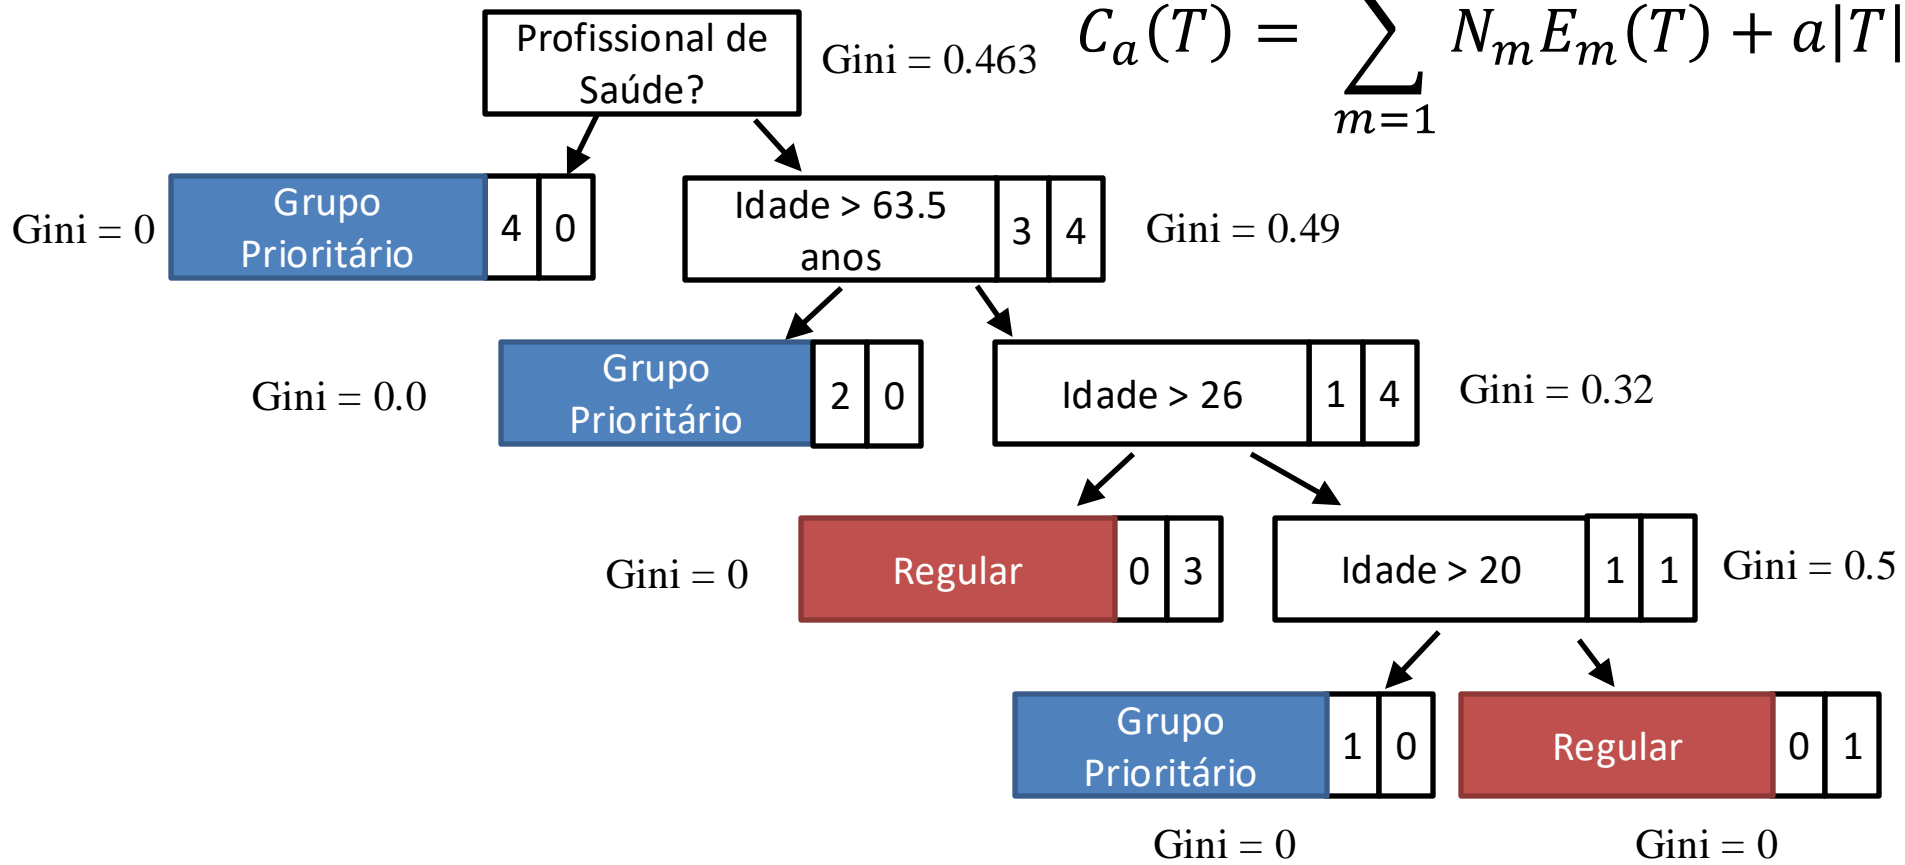 Profissional de
Saúde?
Gini = 0.463
C_a(T) = ∑ N_m E_m(T) + a|T|
m=1
Gini = 0
Grupo
Prioritário
4 0
Idade > 63.5
anos
3 4
Gini = 0.49
Gini = 0.0
Grupo
Prioritário
2 0
Idade > 26
1 4
Gini = 0.32
Gini = 0
Regular
0 3
Idade > 20
1 1
Gini = 0.5
Grupo
Prioritário
1 0
Regular
0 1
Gini = 0
Gini = 0